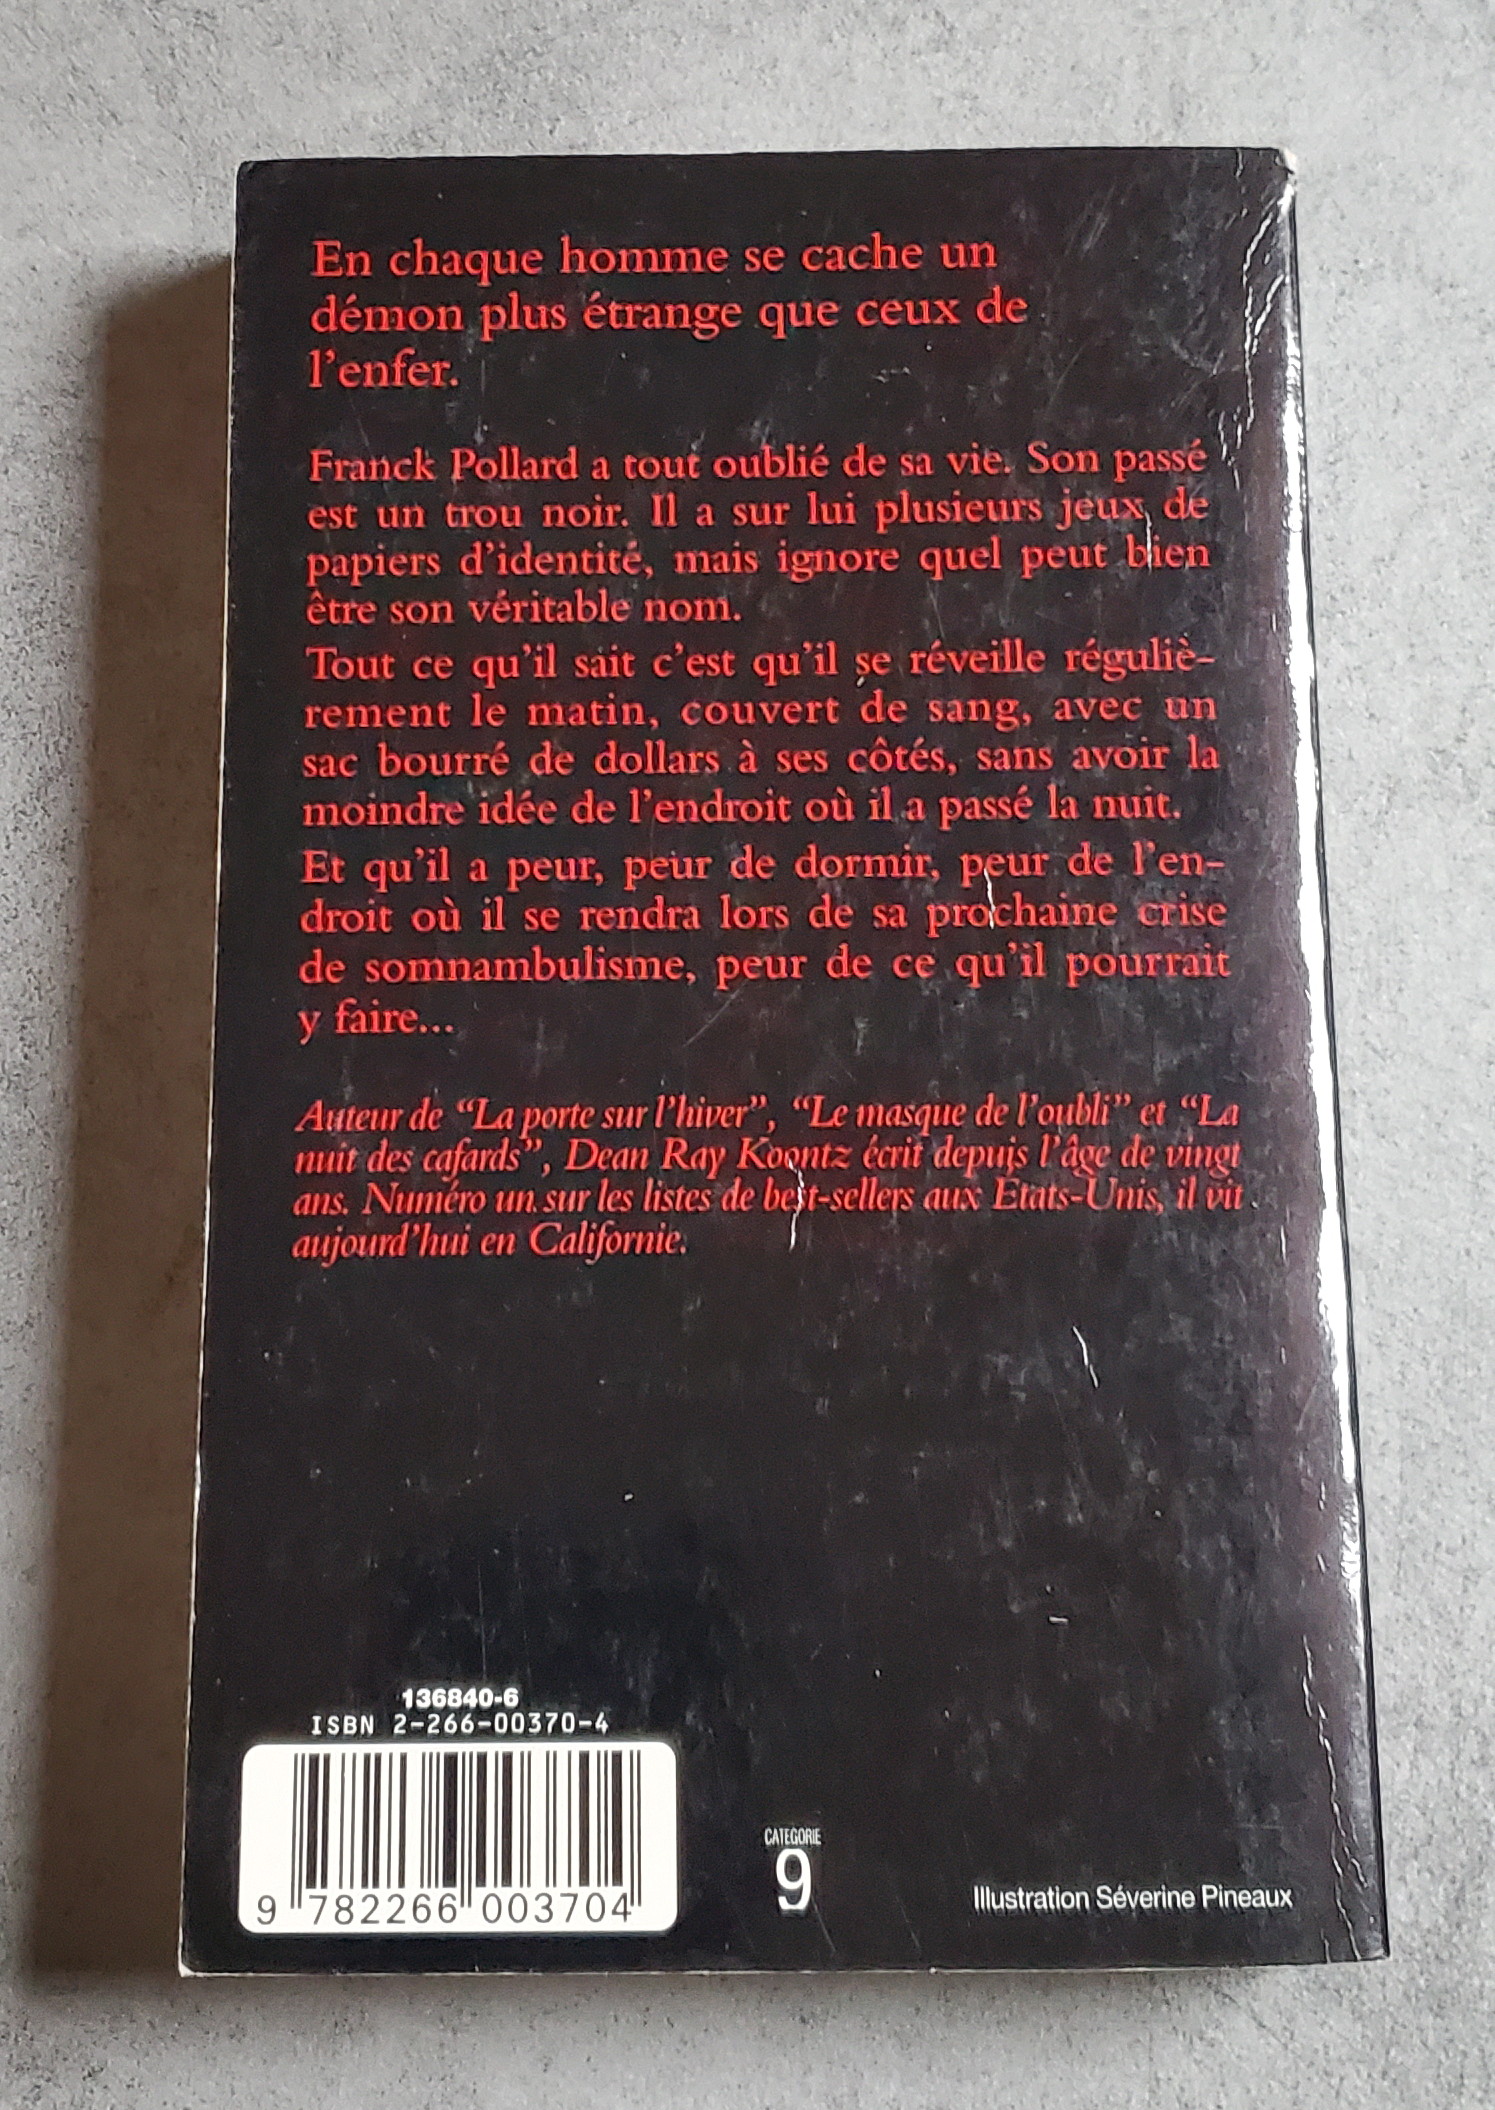 En chaque homme se cache un
démon plus étrange que ceux de
l'enfer.
Franck Pollard a tout oublié de sa vie. Son passé
est un trou noir. Il a sur lui plusieurs jeux de
papiers d'identité, mais ignore quel peut bien
être son véritable nom.
Tout ce qu'il sait c'est qu'il se réveille réguliè-
rement le matin, couvert de sang, avec un
sac bourré de dollars à ses côtés, sans avoir la
moindre idée de l'endroit où il a passé la nuit.
Et qu'il a peur, peur de dormir, peur de l'en-
droit où il se rendra lors de sa prochaine crise
de somnambulisme, peur de ce qu'il pourrait
y faire...
Auteur de “La porte sur l'hiver”, “Le masque de l'oubli” et “La
nuit des cafards”, Dean Ray Koontz écrit depuis l'âge de vingt
ans. Numéro un sur les listes de best-sellers aux Etats-Unis, il vit
aujourd'hui en Californie.
136840-6
ISBN 2-266-00370-4
9 782266 003704
CATEGORIE
9
Illustration Séverine Pineaux